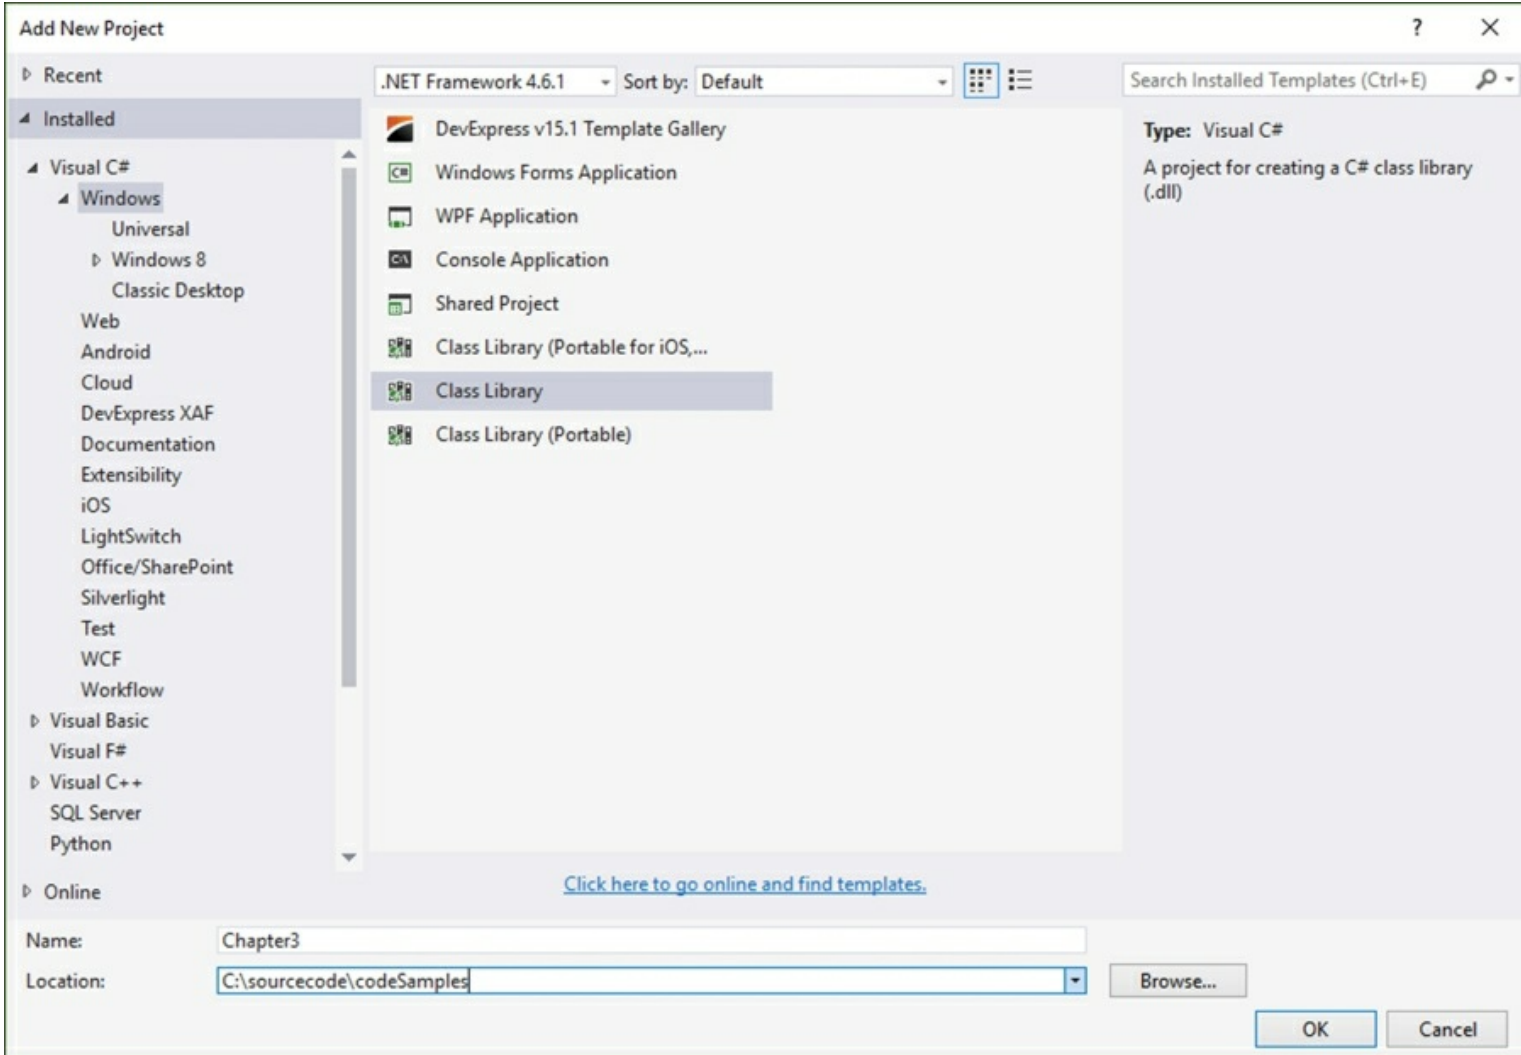 Add New Project
?
Recent
.NET Framework 4.6.1
Sort by: Default
Search Installed Templates (Ctrl+E)
Installed
Visual C#
Windows
Universal
Windows 8
Classic Desktop
Web
Android
Cloud
DevExpress XAF
Documentation
Extensibility
iOS
LightSwitch
Office/SharePoint
Silverlight
Test
WCF
Workflow
Visual Basic
Visual F#
Visual C++
SQL Server
Python
Online
DevExpress v15.1 Template Gallery
Windows Forms Application
WPF Application
Console Application
Shared Project
Class Library (Portable for iOS,...
Class Library
Class Library (Portable)
Click here to go online and find templates.
Type: Visual C#
A project for creating a C# class library
(.dll)
Name: Chapter3
Location: C:\sourcecode\codeSamples
Browse...
OK
Cancel